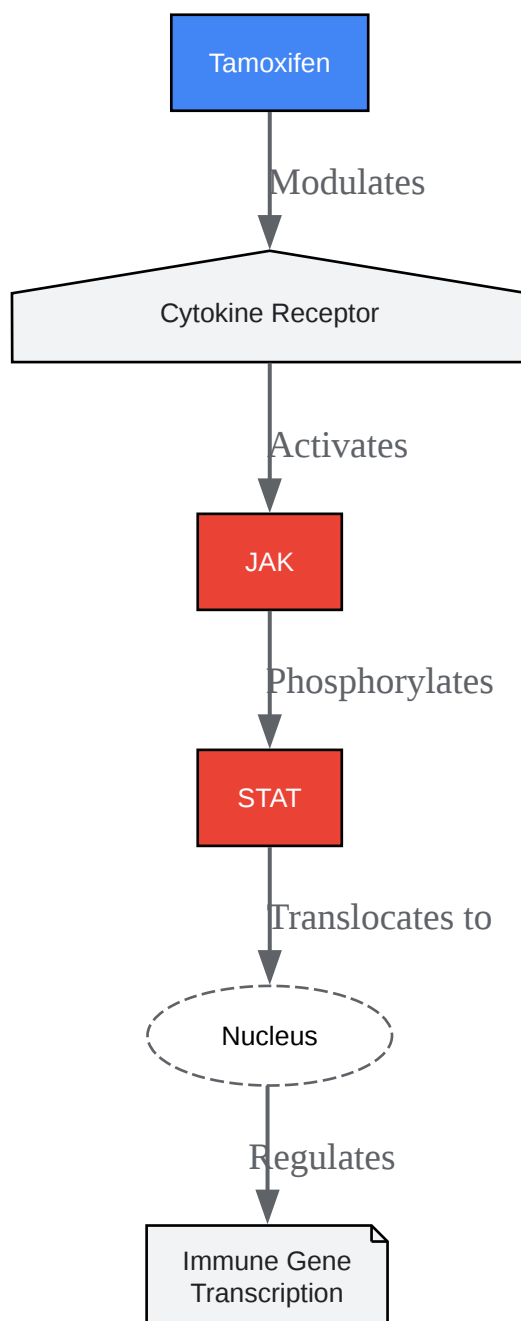 Tamoxifen
Modulates
Cytokine Receptor
Activates
JAK
Phosphorylates
STAT
Translocates to
Nucleus
Regulates
Immune Gene
Transcription